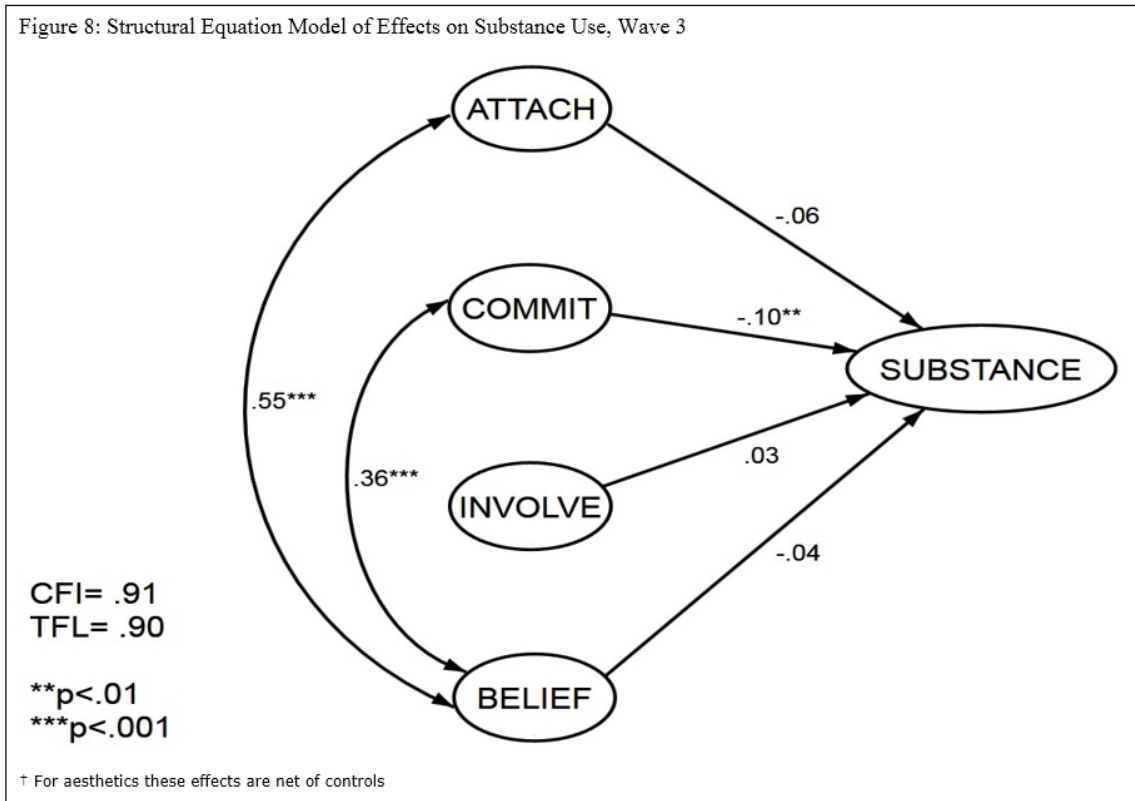 Figure 8: Structural Equation Model of Effects on Substance Use, Wave 3
ATTACH
-.06
COMMIT
-.10**
SUBSTANCE
.55***
.36***
.03
INVOLVE
-.04
CFI= .91
TFL= .90
BELIEF
**p<.01
***p<.001
† For aesthetics these effects are net of controls